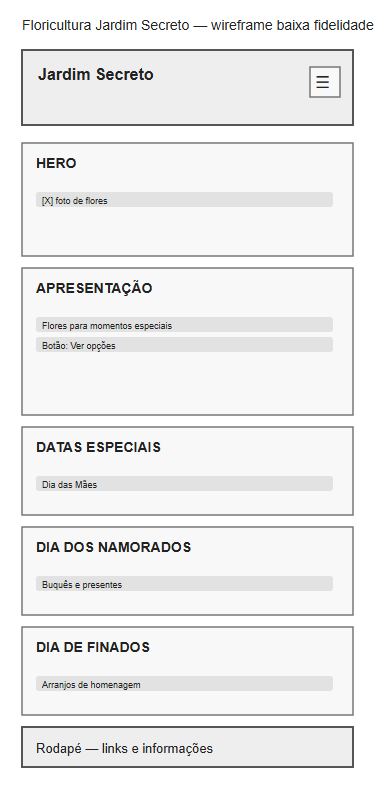 Floricultura Jardim Secreto — wireframe baixa fidelidade
Jardim Secreto
☰
HERO
[X] foto de flores
APRESENTAÇÃO
Flores para momentos especiais
Botão: Ver opções
DATAS ESPECIAIS
Dia das Mães
DIA DOS NAMORADOS
Buquês e presentes
DIA DE FINADOS
Arranjos de homenagem
Rodapé — links e informações